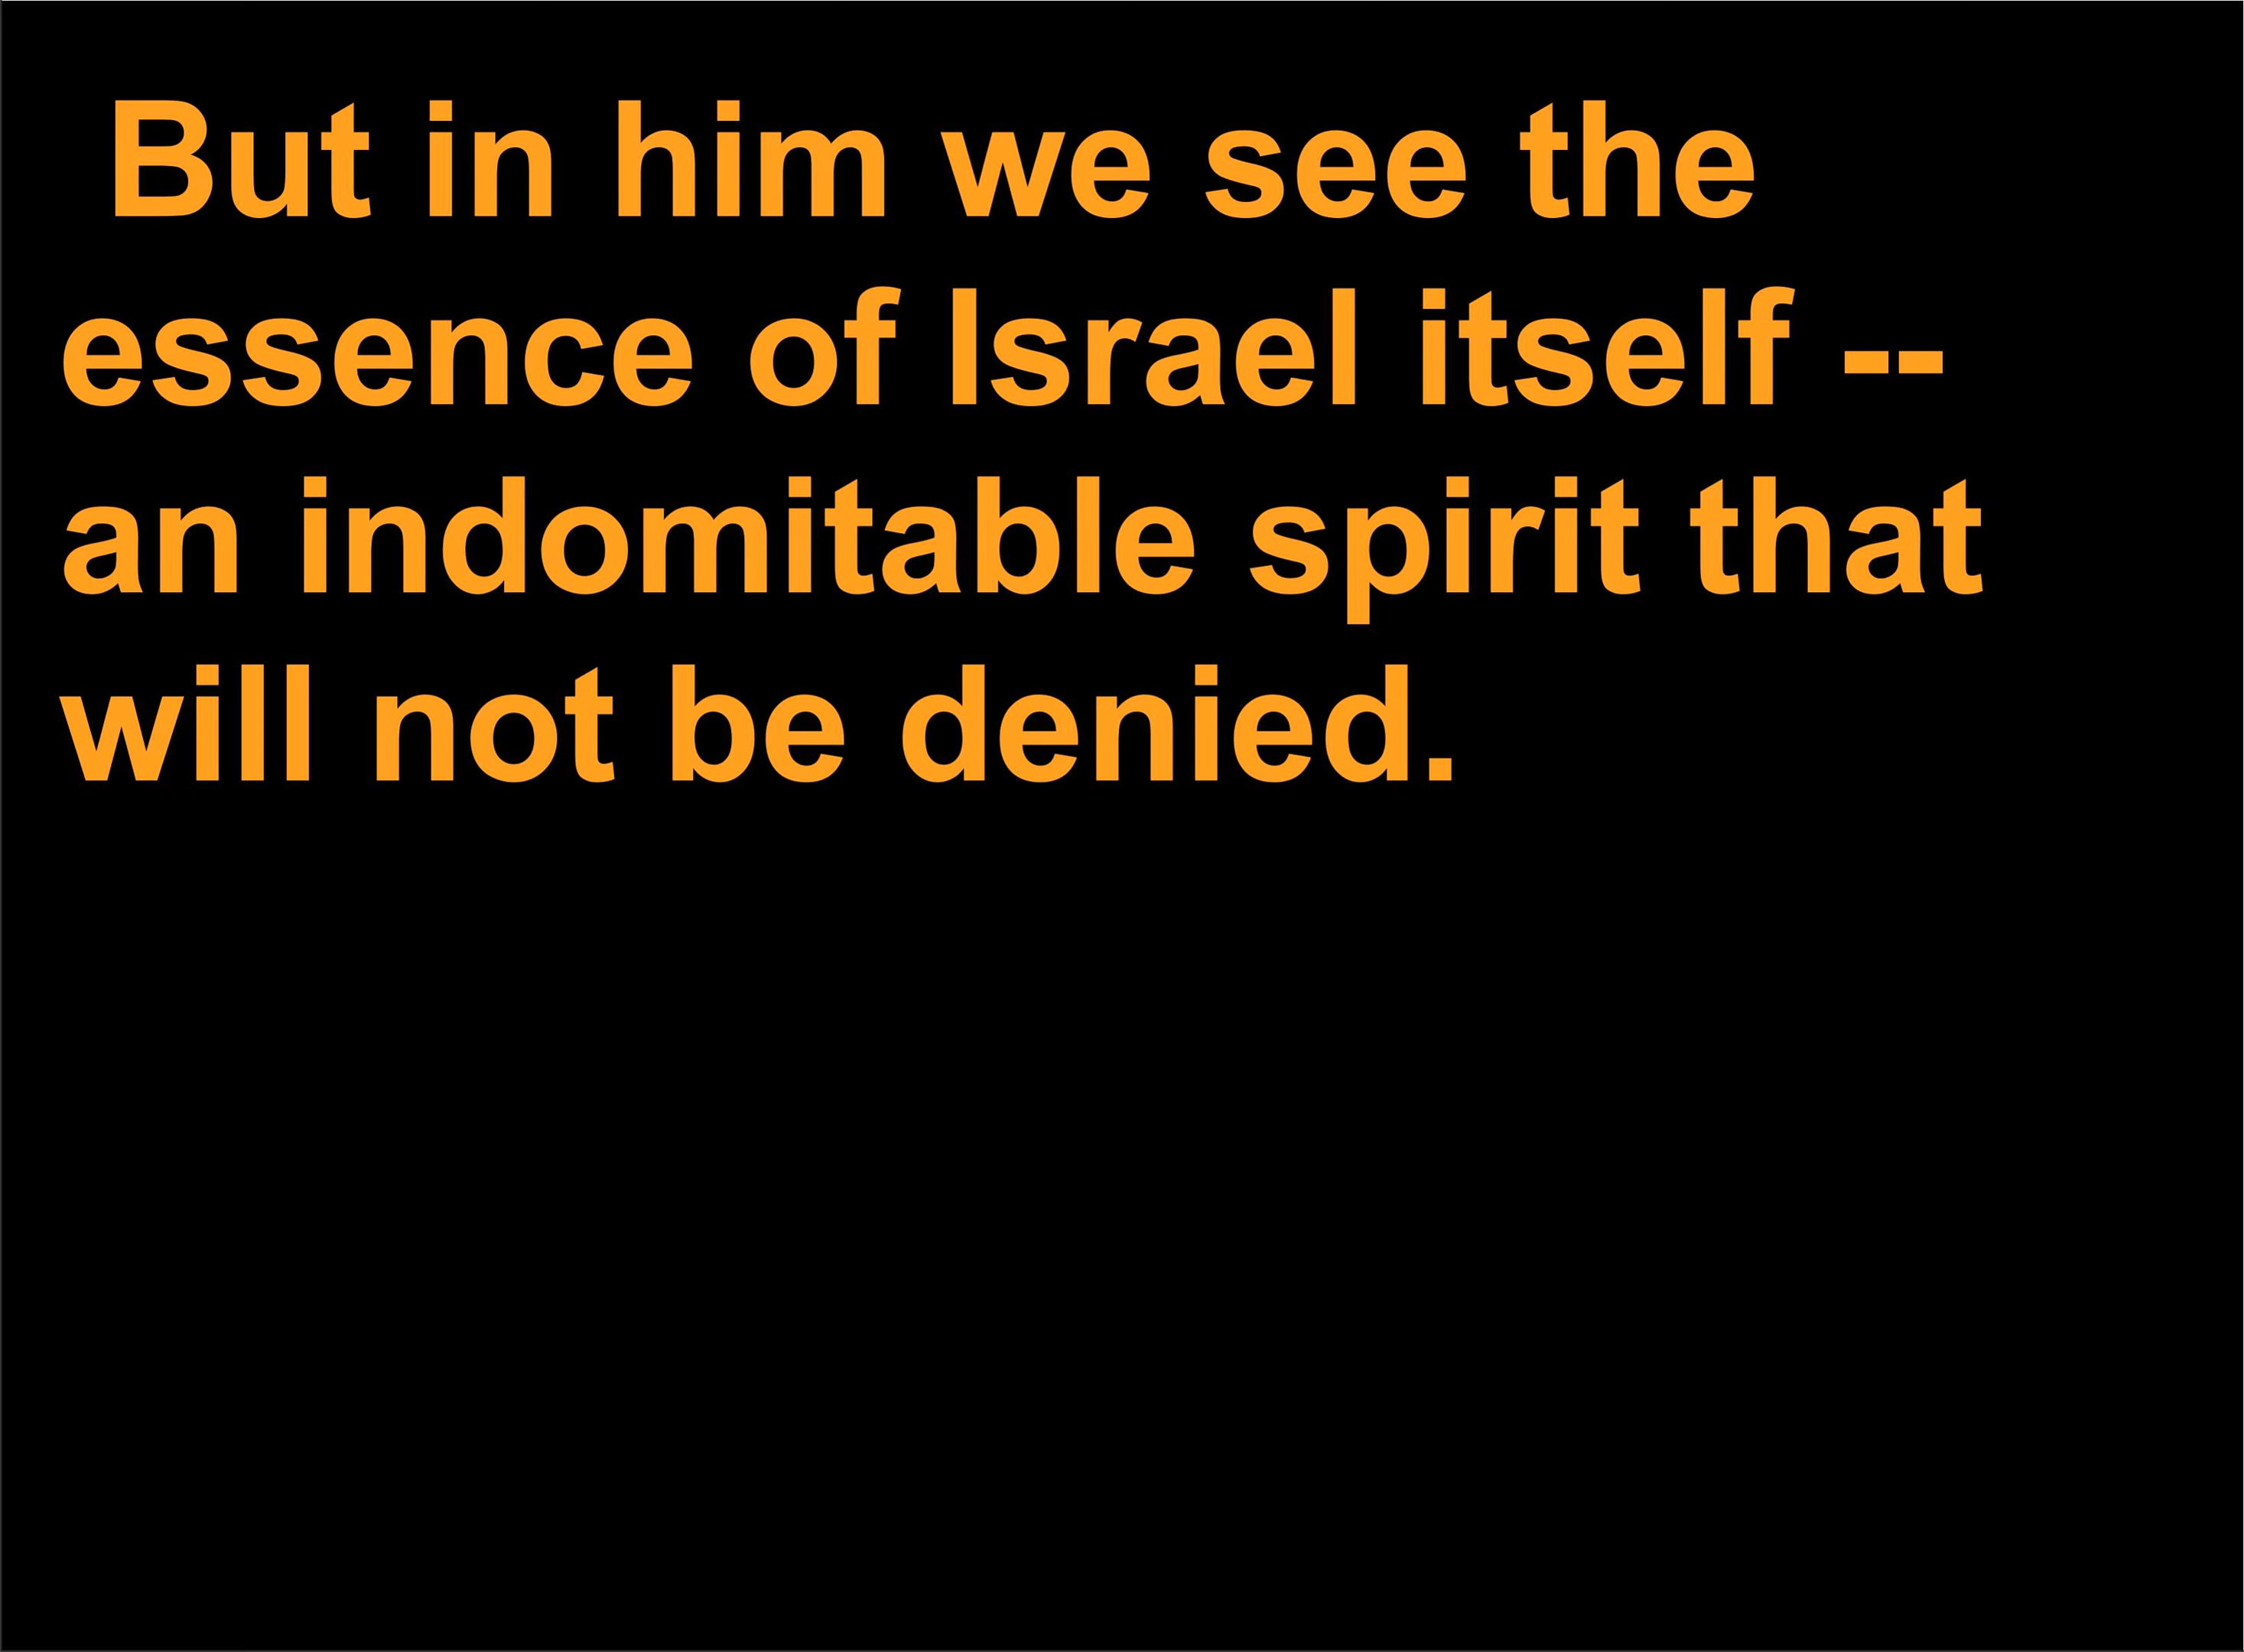 But in him we see the
essence of Israel itself --
an indomitable spirit that
will not be denied.